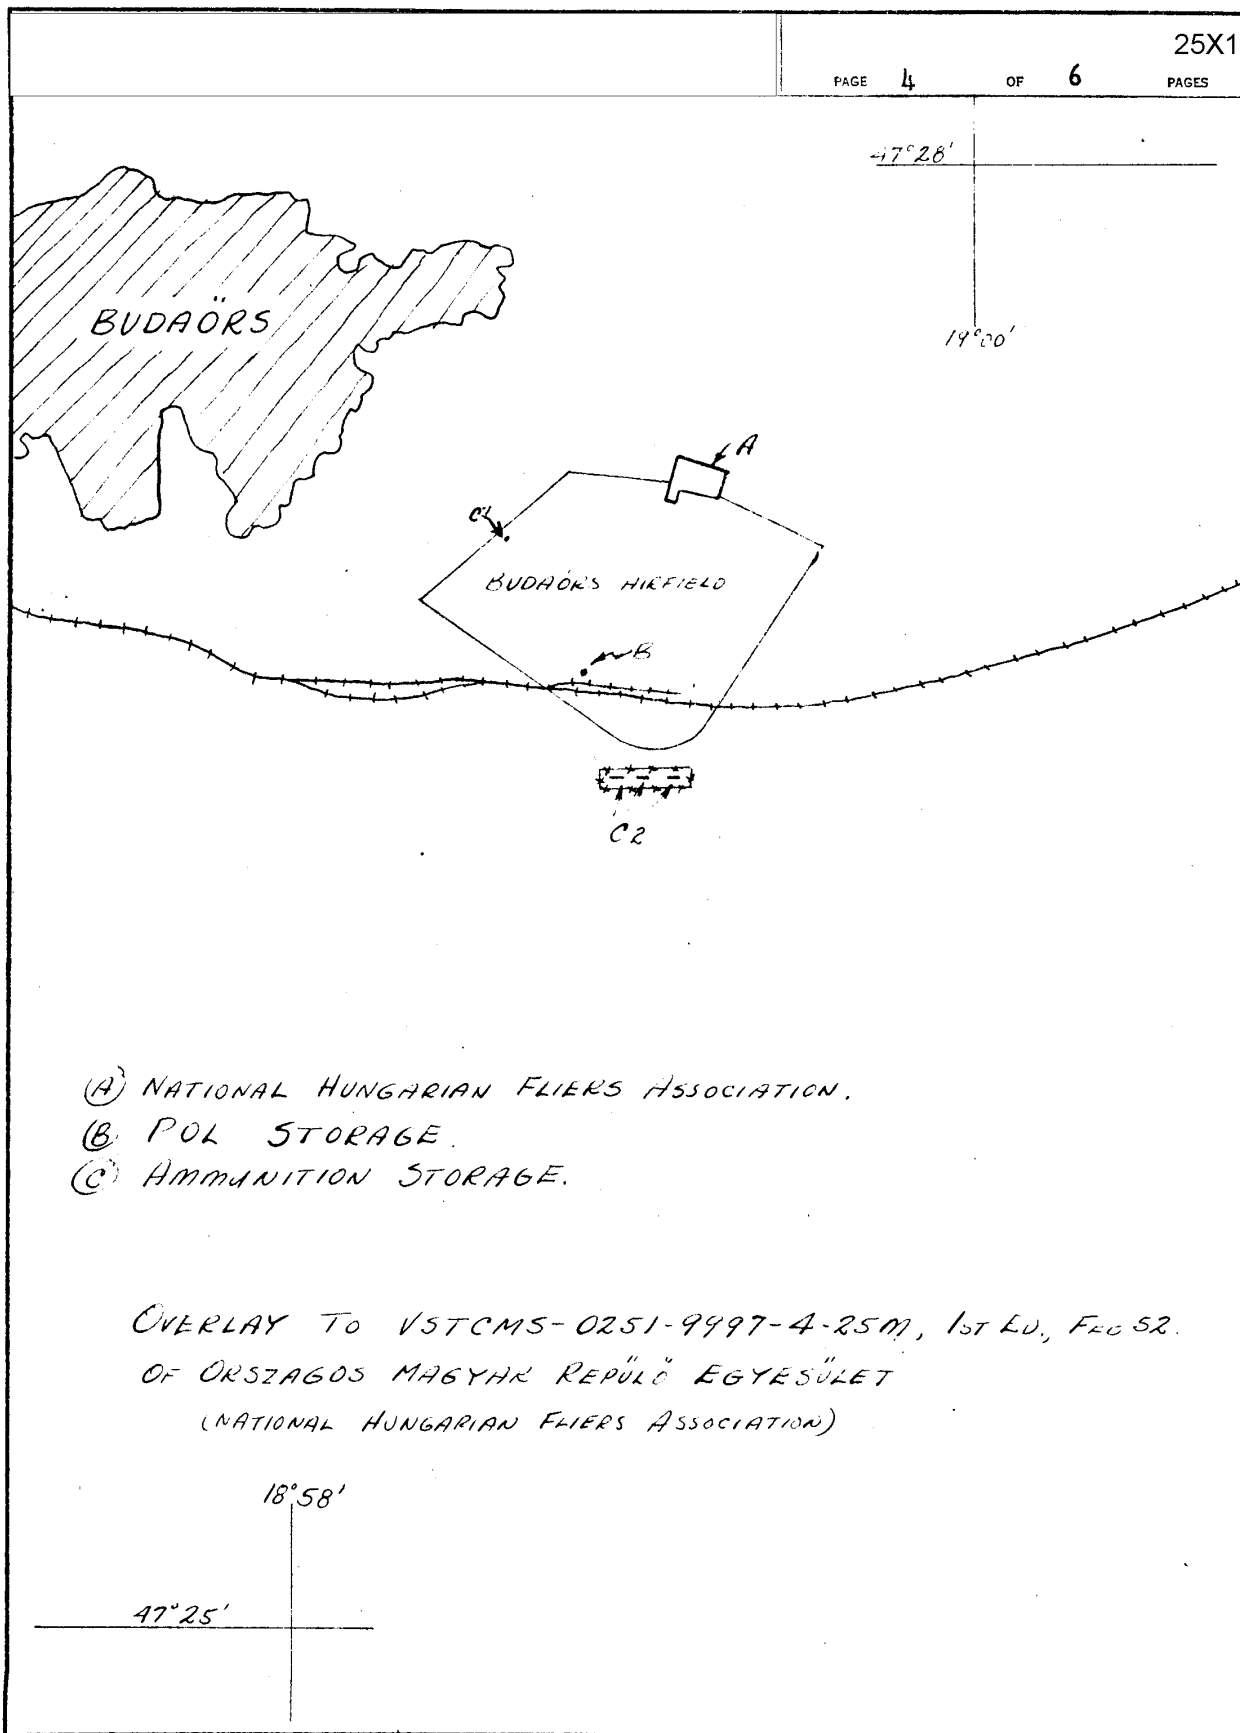 25X1
PAGE 4 OF 6 PAGES
47°28'
19°00'
BUDAÖRS
A
C1
BUDAÖRS AIRFIELD
B
C2
(A) NATIONAL HUNGARIAN FLIERS ASSOCIATION.
(B) POL STORAGE.
(C) AMMUNITION STORAGE.
OVERLAY TO VSTCMS-0251-9997-4-25M, 1ST ED., 52.
OF ORSZAGOS MAGYAR REPÜLŐ EGYESÜLET
(NATIONAL HUNGARIAN FLIERS ASSOCIATION)
18°58'
47°25'